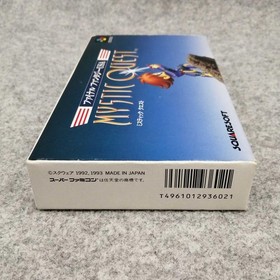 ファイナルファンタジーUSA
MYSTIC QUEST
ミスティッククエスト
SQUARESOFT
©スクウェア 1992, 1993 MADE IN JAPAN
スーパーファミコンは任天堂の商標です。
T4961012936021